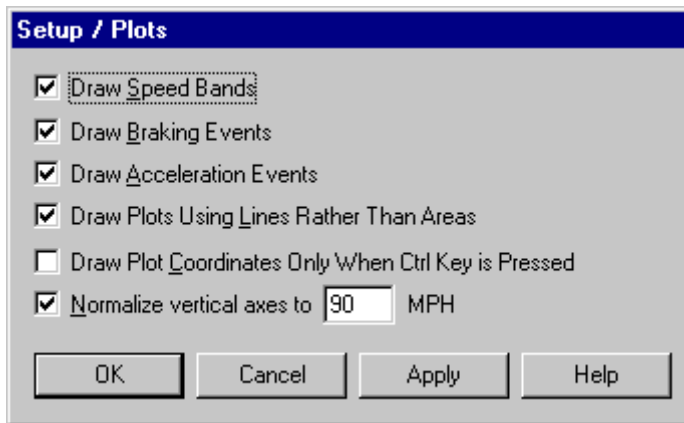 Setup / Plots
Draw Speed Bands
Draw Braking Events
Draw Acceleration Events
Draw Plots Using Lines Rather Than Areas
Draw Plot Coordinates Only When Ctrl Key is Pressed
Normalize vertical axes to 90 MPH
OK Cancel Apply Help